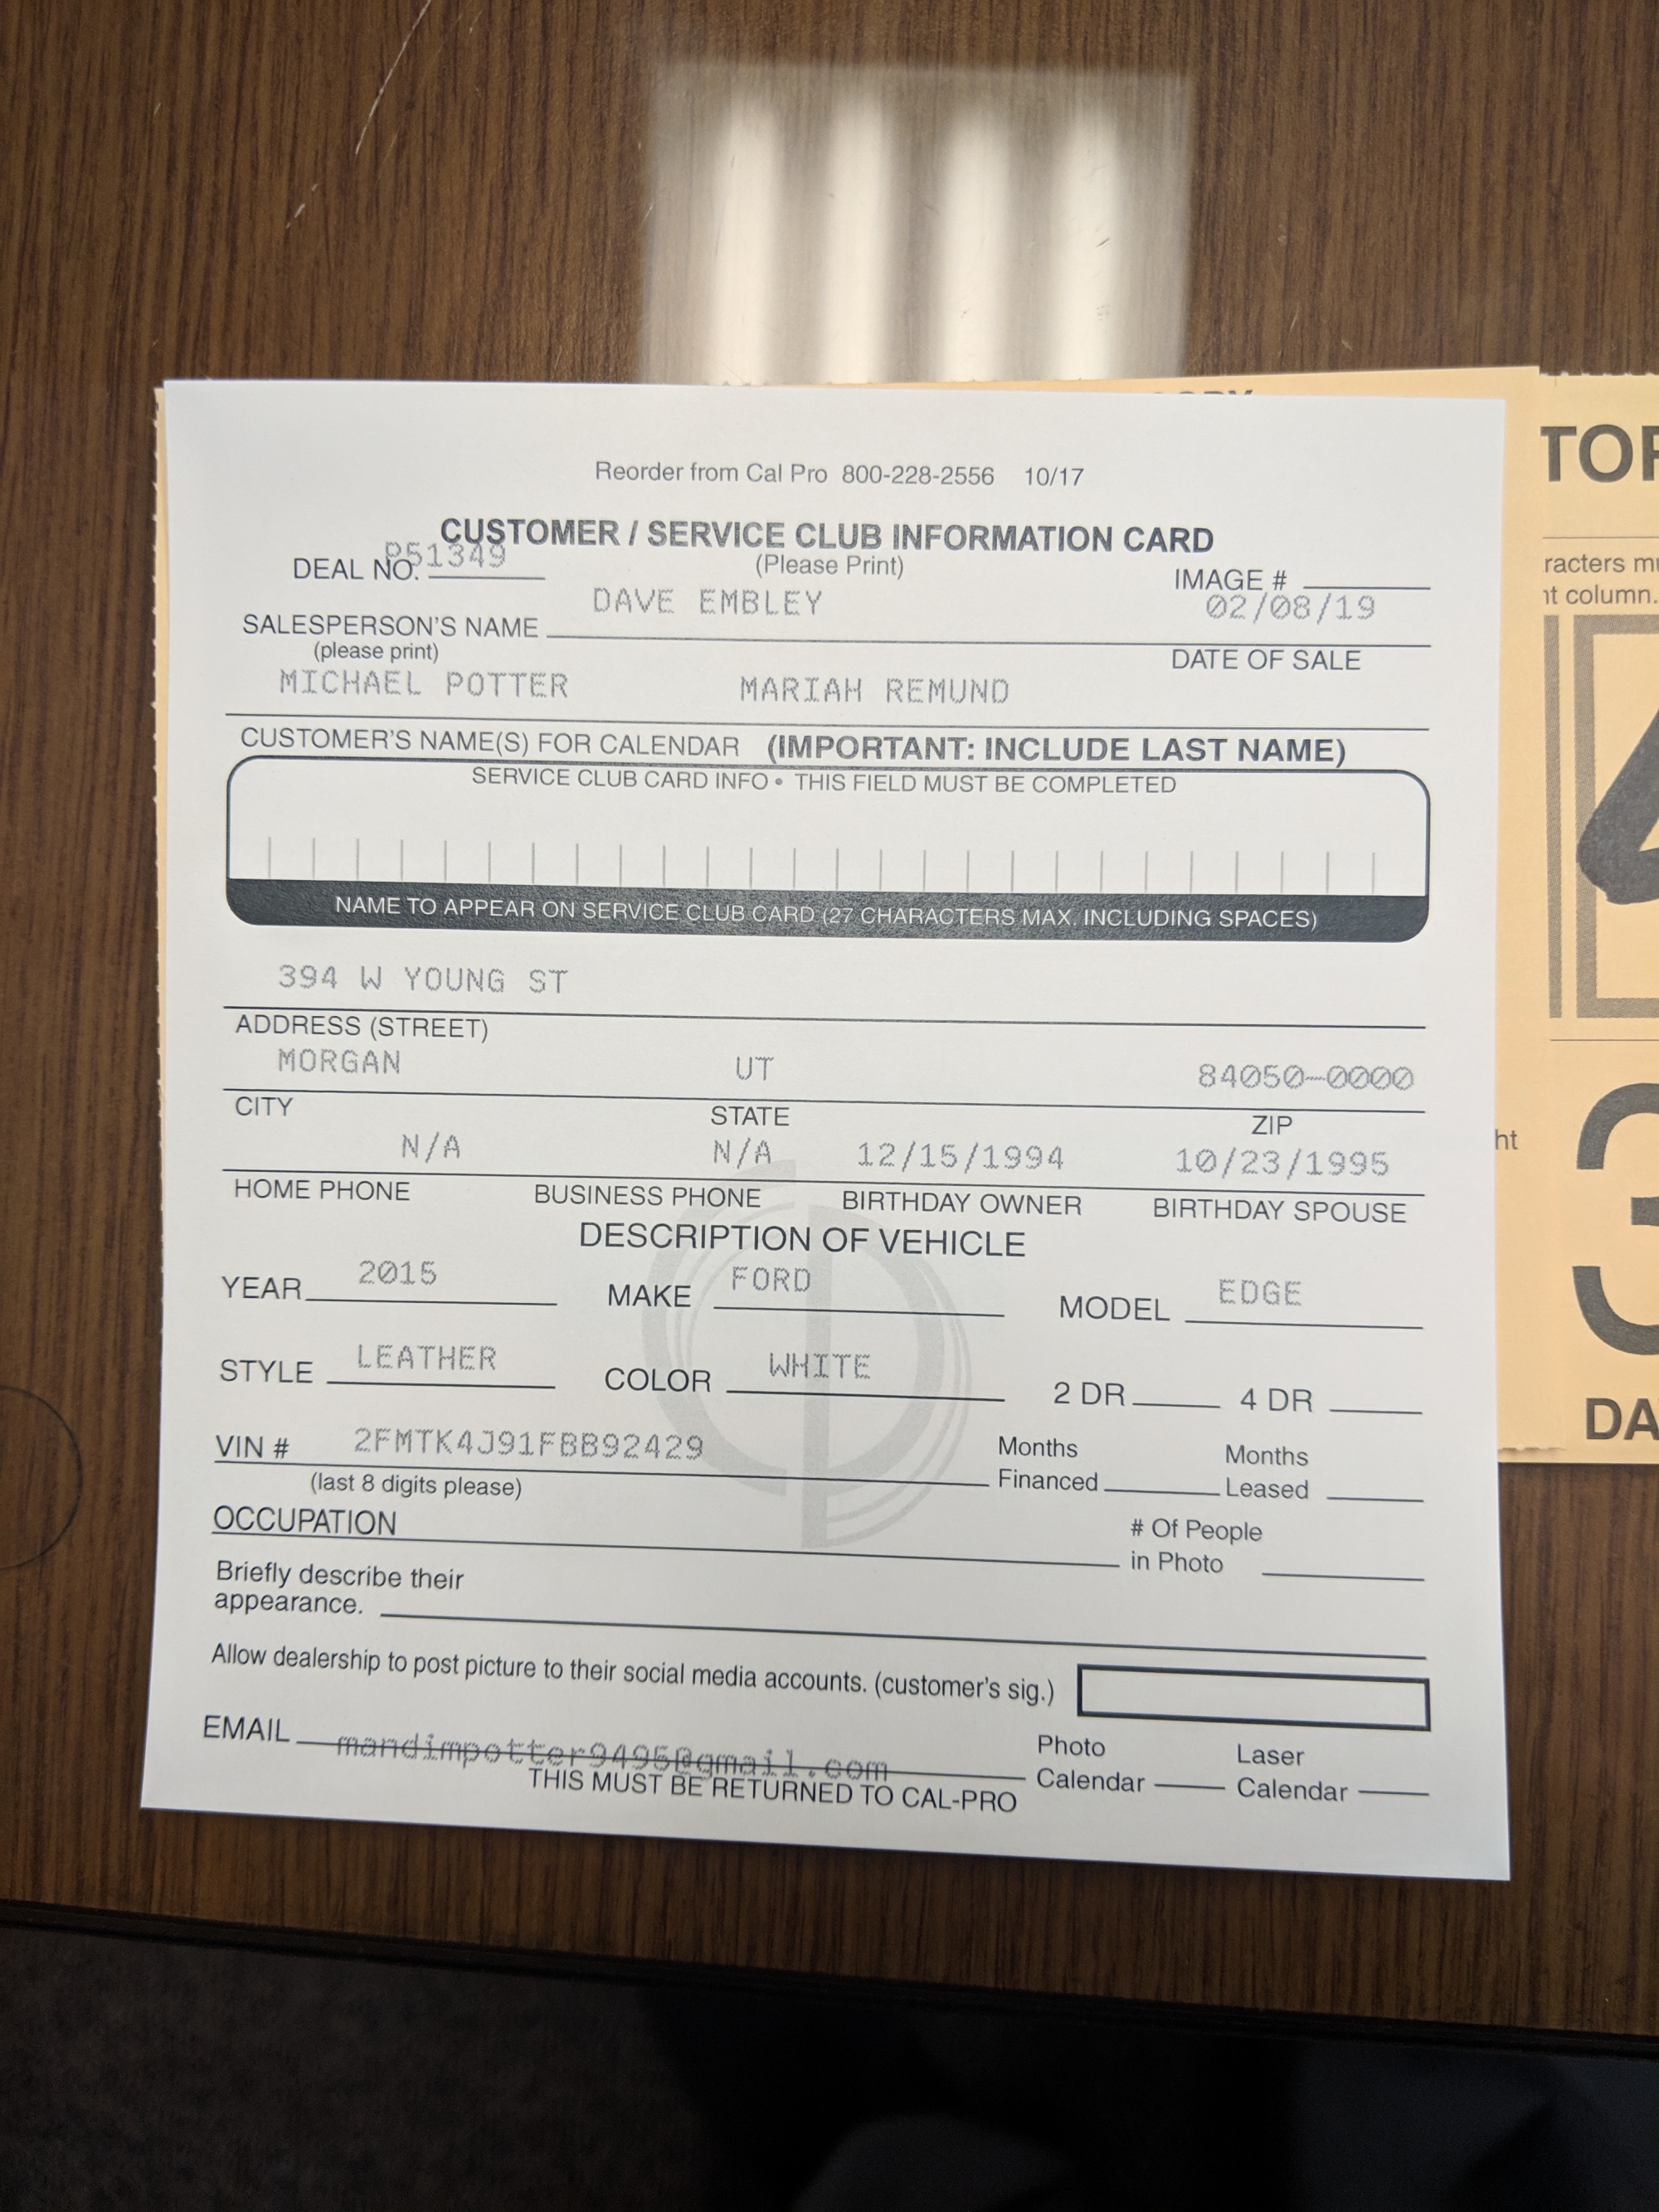 Reorder from Cal Pro 800-228-2556 10/17
CUSTOMER / SERVICE CLUB INFORMATION CARD
DEAL NO. P51349 (Please Print) IMAGE #
DAVE EMBLEY 02/08/19
SALESPERSON'S NAME
(please print) DATE OF SALE
MICHAEL POTTER MARIAH REMUND
CUSTOMER'S NAME(S) FOR CALENDAR (IMPORTANT: INCLUDE LAST NAME)
SERVICE CLUB CARD INFO • THIS FIELD MUST BE COMPLETED
NAME TO APPEAR ON SERVICE CLUB CARD (27 CHARACTERS MAX. INCLUDING SPACES)
394 W YOUNG ST
ADDRESS (STREET)
MORGAN UT 84050-0000
CITY STATE ZIP
N/A N/A 12/15/1994 10/23/1995
HOME PHONE BUSINESS PHONE BIRTHDAY OWNER BIRTHDAY SPOUSE
DESCRIPTION OF VEHICLE
YEAR 2015 MAKE FORD MODEL EDGE
STYLE LEATHER COLOR WHITE 2 DR 4 DR
VIN # 2FMTK4J91FBB92429 Months Financed Months Leased
(last 8 digits please)
OCCUPATION # Of People in Photo
Briefly describe their
appearance.
Allow dealership to post picture to their social media accounts. (customer's sig.)
EMAIL mandimpotter9495@gmail.com Photo Calendar Laser Calendar
THIS MUST BE RETURNED TO CAL-PRO